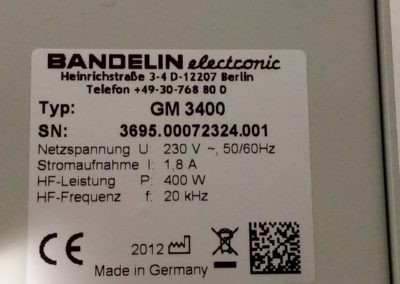 BANDELIN electronic
Heinrichstraße 3-4 D-12207 Berlin
Telefon +49-30-768 80 0
Typ: GM 3400
SN: 3695.00072324.001
Netzspannung U: 230 V ~, 50/60Hz
Stromaufnahme I: 1,8 A
HF-Leistung P: 400 W
HF-Frequenz f: 20 kHz
CE 2012
Made in Germany